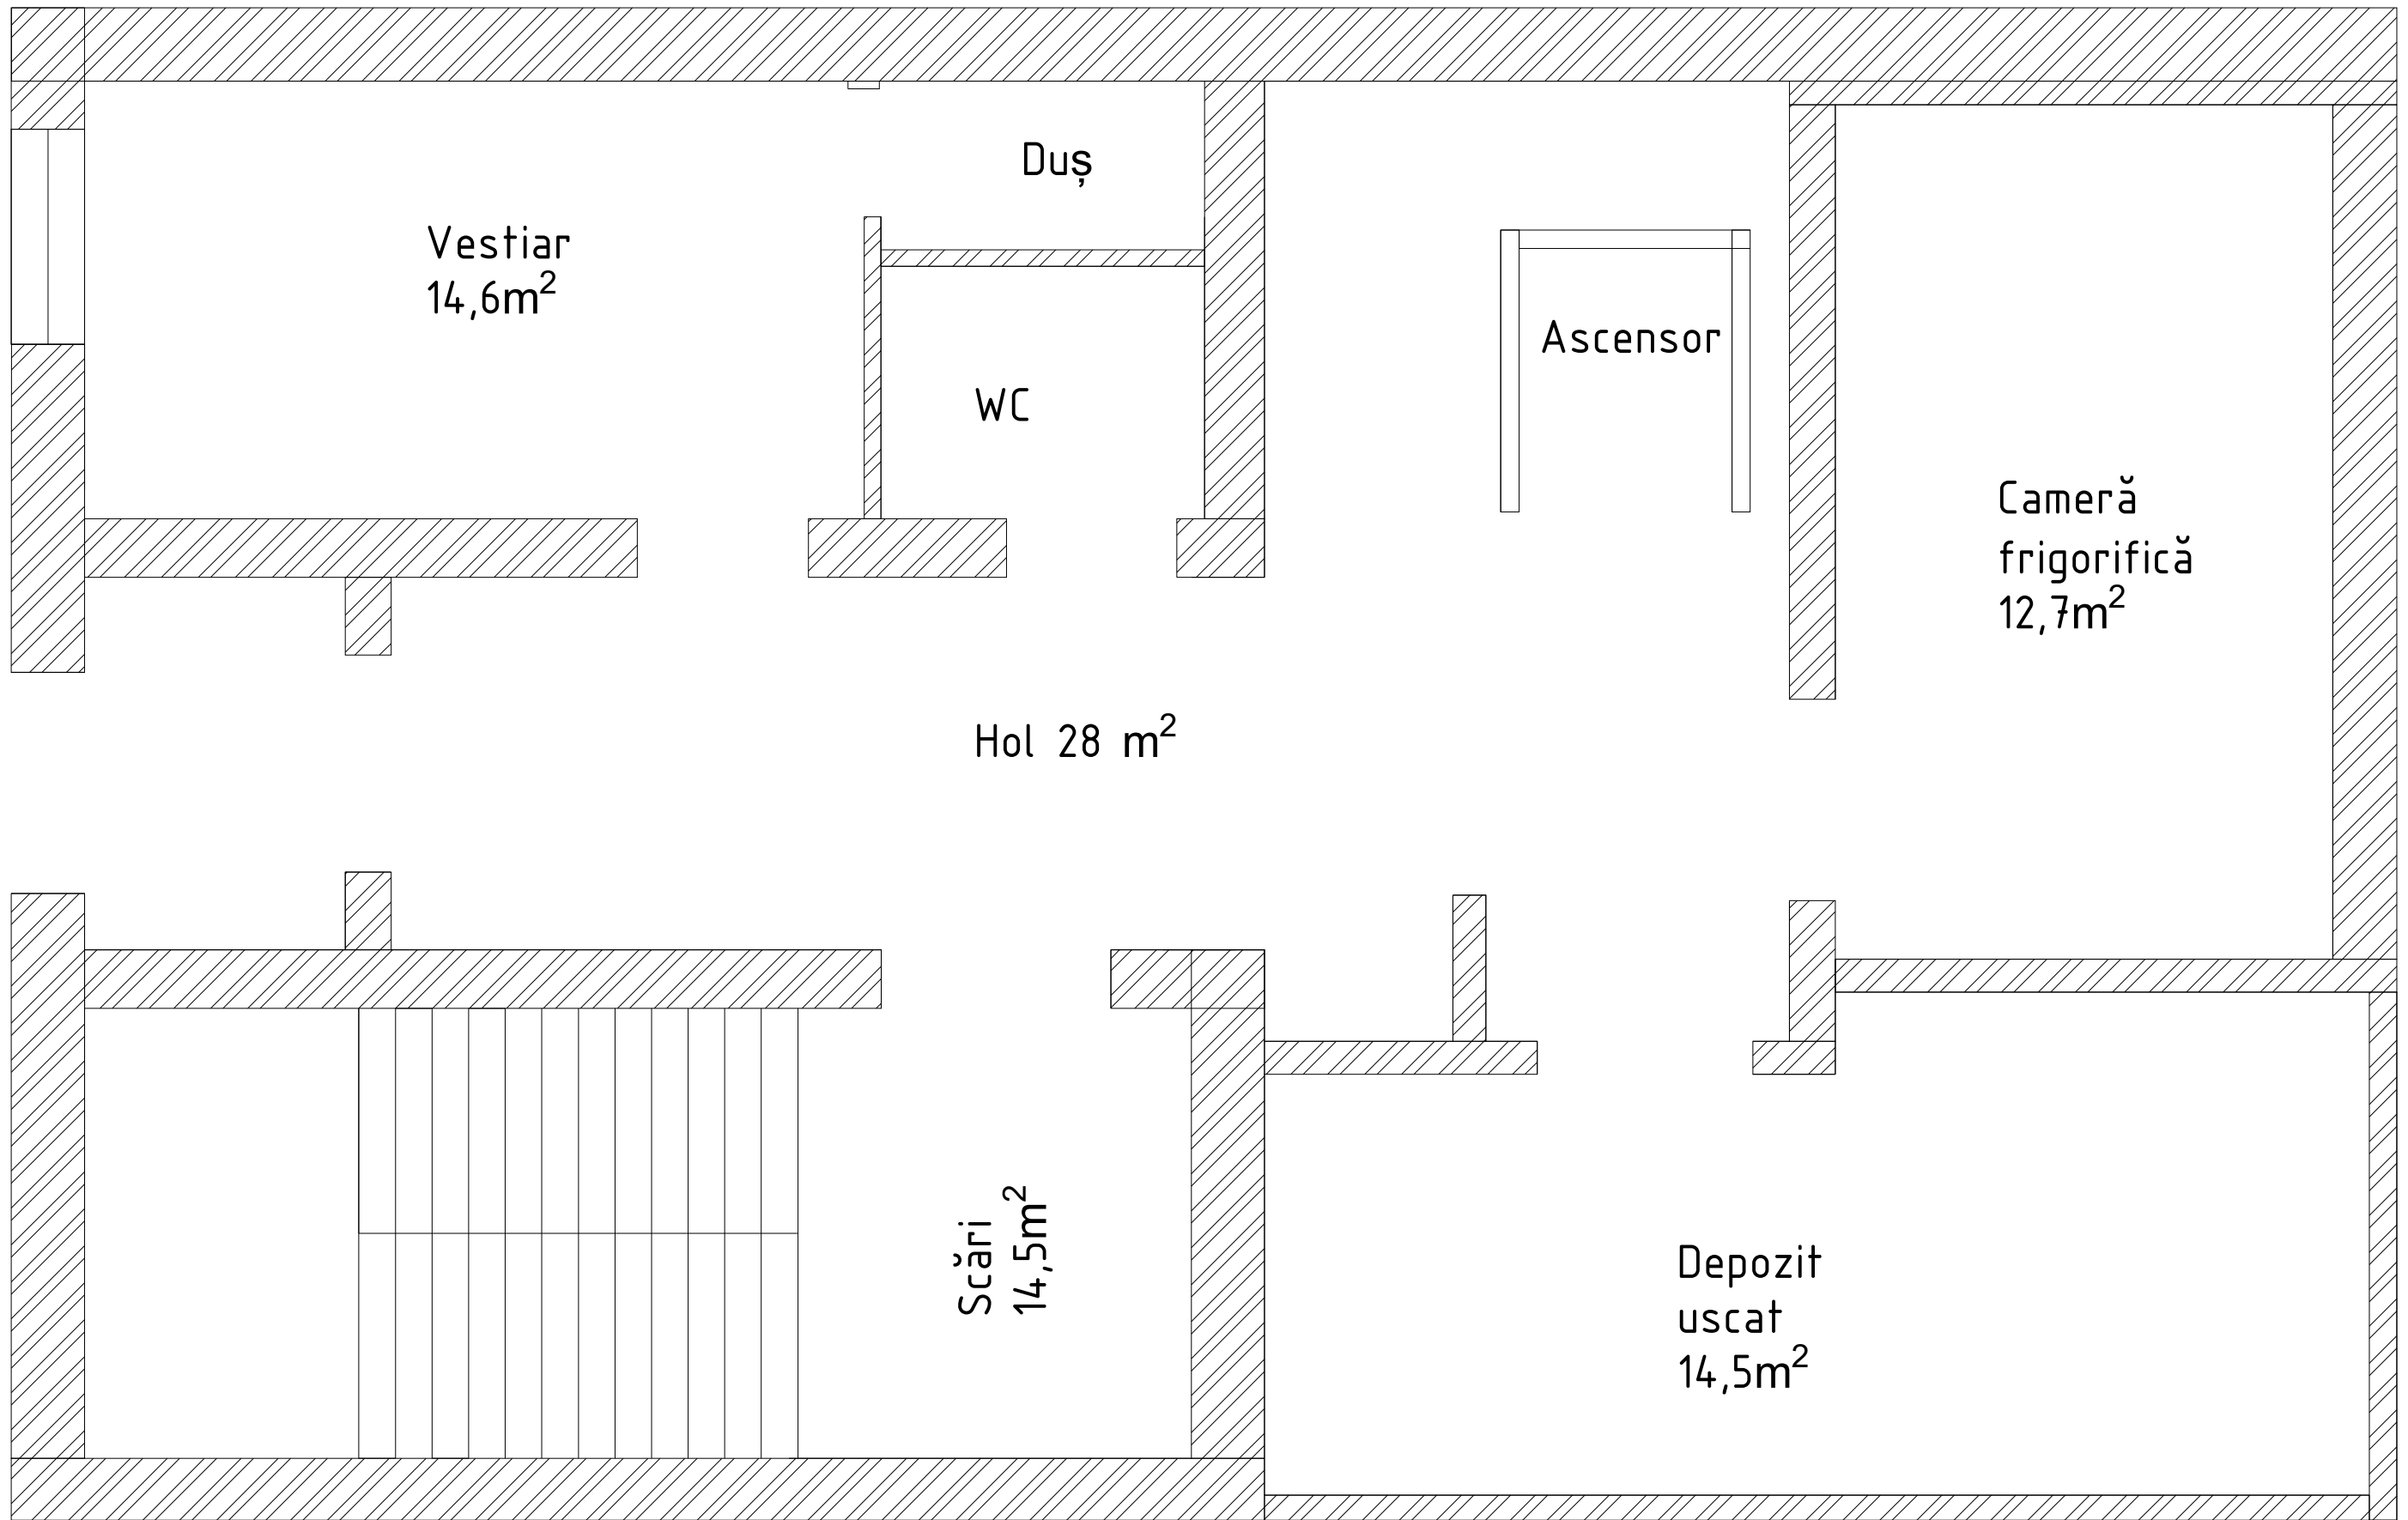 Duș
Vestiar
14,6m²
Ascensor
WC
Cameră
frigorifică
12,7m²
Hol 28 m²
Scări
14,5m²
Depozit
uscat
14,5m²